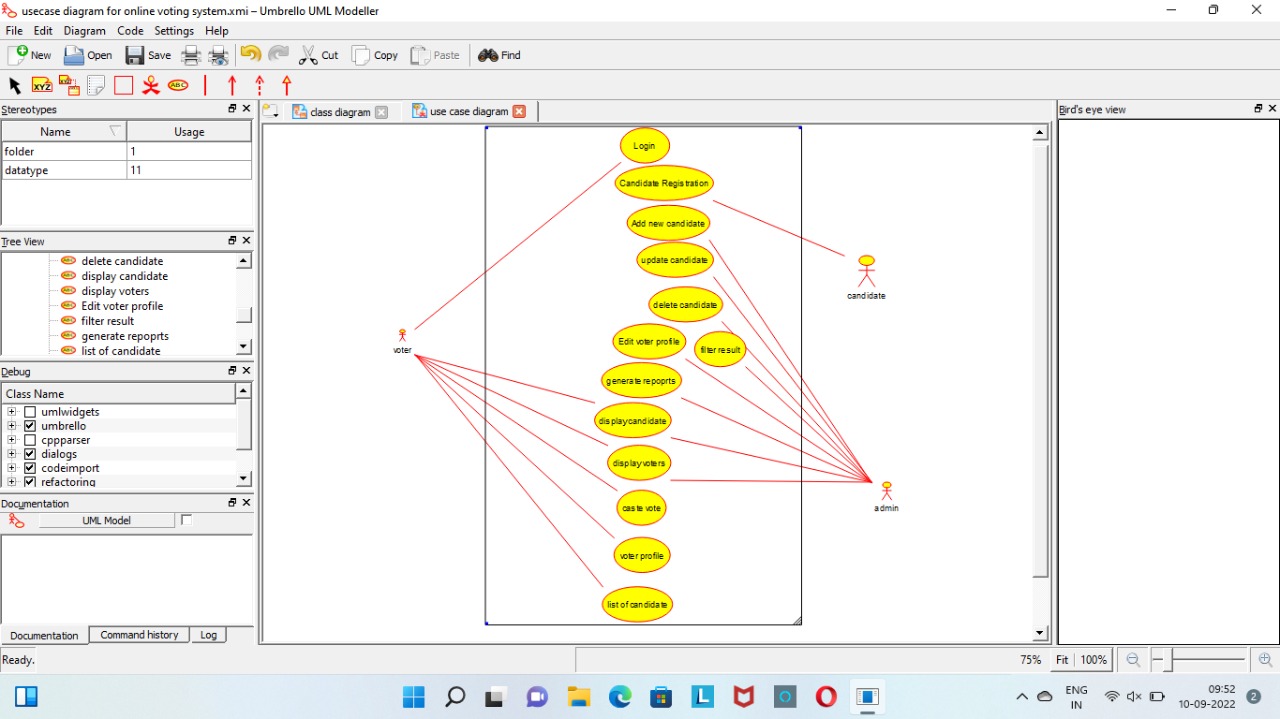 usecase diagram for online voting system.xmi – Umbrello UML Modeller
File Edit Diagram Code Settings Help
New Open Save Cut Copy Paste Find
XYZ ABC
Stereotypes
Name Usage
folder 1
datatype 11
Tree View
delete candidate
display candidate
display voters
Edit voter profile
filter result
generate repoprts
list of candidate
Debug
Class Name
umlwidgets
umbrello
cppparser
dialogs
codeimport
refactoring
Documentation
UML Model
Documentation Command history Log
class diagram use case diagram
Login
Candidate Registration
Add new candidate
update candidate
delete candidate
Edit voter profile
filter result
generate repoprts
display candidate
display voters
caste vote
voter profile
list of candidate
voter
candidate
admin
Bird's eye view
Ready.
75% Fit 100%
ENG
IN
09:52
10-09-2022
2